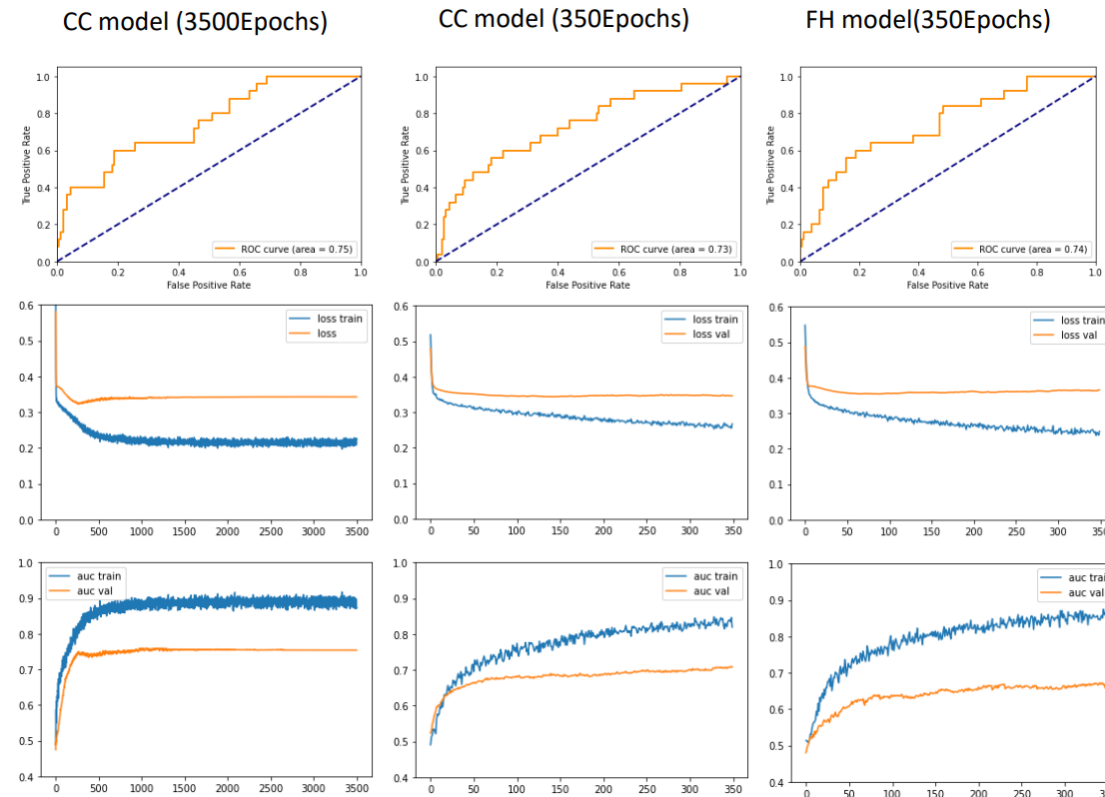 CC model (3500Epochs)
CC model (350Epochs)
FH model(350Epochs)
1.0
0.8
0.6
0.4
0.2
0.0
True Positive Rate
ROC curve (area = 0.75)
0.0 0.2 0.4 0.6 0.8 1.0
False Positive Rate
1.0
0.8
0.6
0.4
0.2
0.0
True Positive Rate
ROC curve (area = 0.73)
0.0 0.2 0.4 0.6 0.8 1.0
False Positive Rate
1.0
0.8
0.6
0.4
0.2
0.0
True Positive Rate
ROC curve (area = 0.74)
0.0 0.2 0.4 0.6 0.8 1.0
False Positive Rate
0.6
0.5
0.4
0.3
0.2
0.1
0.0
loss train
loss
0 500 1000 1500 2000 2500 3000 3500
0.6
0.5
0.4
0.3
0.2
0.1
0.0
loss train
loss val
0 50 100 150 200 250 300 350
0.6
0.5
0.4
0.3
0.2
0.1
0.0
loss train
loss val
0 50 100 150 200 250 300 350
1.0
0.9
0.8
0.7
0.6
0.5
0.4
auc train
auc val
0 500 1000 1500 2000 2500 3000 3500
1.0
0.9
0.8
0.7
0.6
0.5
0.4
auc train
auc val
0 50 100 150 200 250 300 350
1.0
0.9
0.8
0.7
0.6
0.5
0.4
auc train
auc val
0 50 100 150 200 250 300